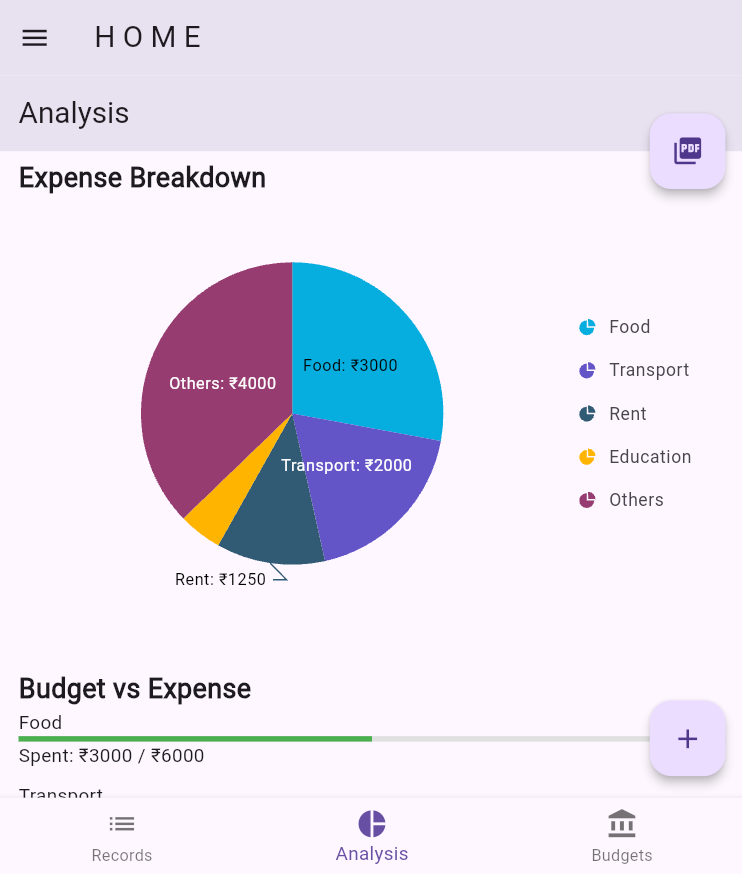 HOME
Analysis
PDF
Expense Breakdown
Others: ₹4000
Food: ₹3000
Transport: ₹2000
Rent: ₹1250
Food
Transport
Rent
Education
Others
Budget vs Expense
Food
Spent: ₹3000 / ₹6000
Transport
Records
Analysis
Budgets